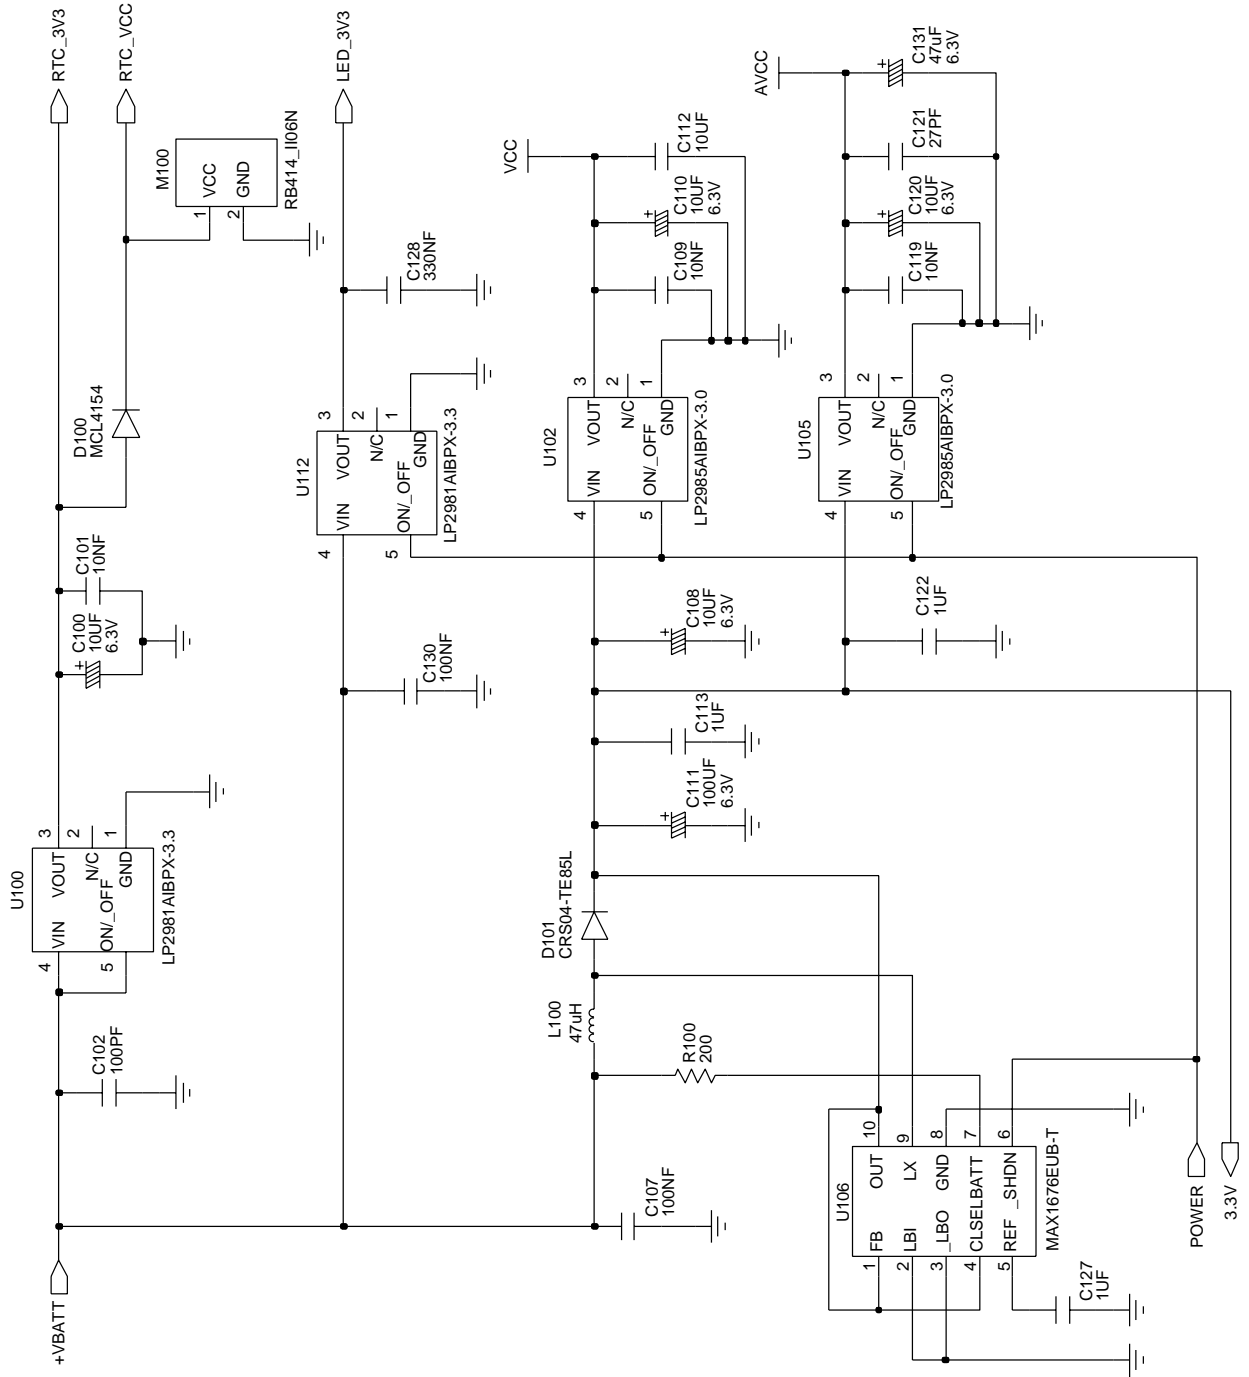 RTC_3V3
RTC_VCC
M100
1
VCC
2
GND
RB414_II06N
D100
MCL4154
C101
10NF
C100
10UF
6.3V
+
U100
4
VIN
VOUT
3
N/C
2
5
ON/_OFF
GND
1
LP2981AIBPX-3.3
C102
100PF
+VBATT
LED_3V3
C128
330NF
U112
4
VIN
VOUT
3
N/C
2
5
ON/_OFF
GND
1
LP2981AIBPX-3.3
C130
100NF
VCC
C112
10UF
C110
10UF
6.3V
+
C109
10NF
U102
4
VIN
VOUT
3
N/C
2
5
ON/_OFF
GND
1
LP2985AIBPX-3.0
C108
10UF
6.3V
+
C113
1UF
C111
100UF
6.3V
+
D101
CRS04-TE85L
L100
47uH
R100
200
C107
100NF
AVCC
C131
47uF
6.3V
+
C121
27PF
C120
10UF
6.3V
+
C119
10NF
U105
4
VIN
VOUT
3
N/C
2
5
ON/_OFF
GND
1
LP2985AIBPX-3.0
C122
1UF
U106
1
FB
OUT
10
2
LBI
LX
9
3
_LBO
GND
8
4
CLSELBATT
7
5
REF
_SHDN
6
MAX1676EUB-T
C127
1UF
POWER
3.3V